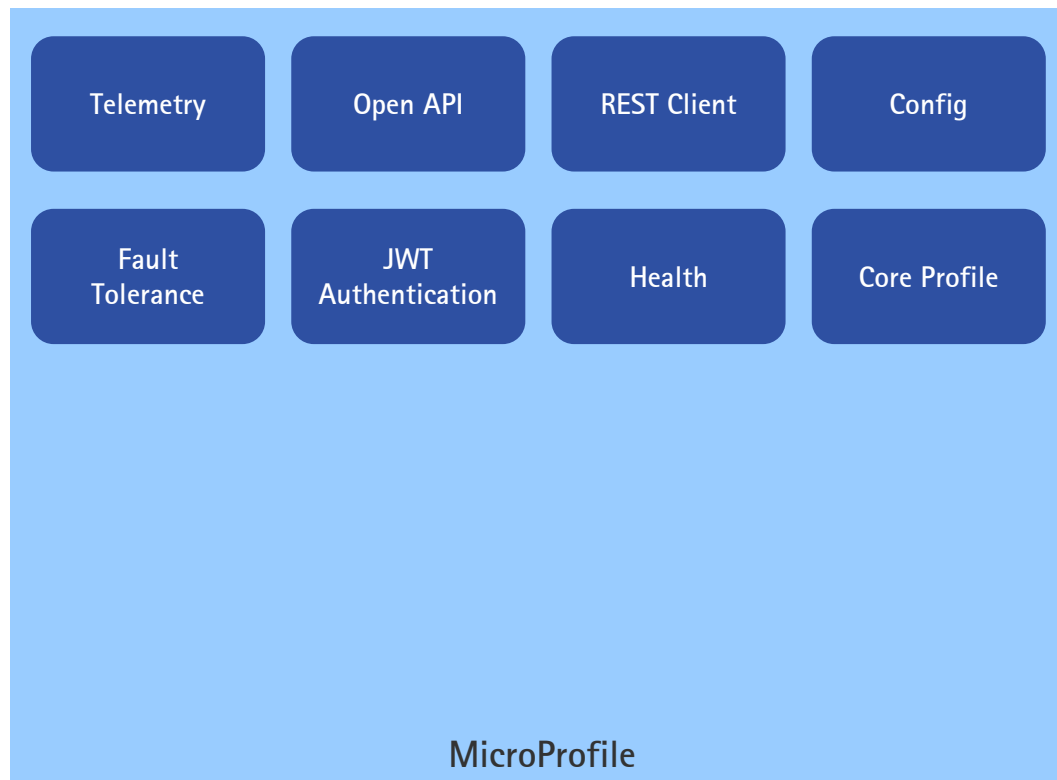 Telemetry
Open API
REST Client
Config
Fault
Tolerance
JWT
Authentication
Health
Core Profile
MicroProfile